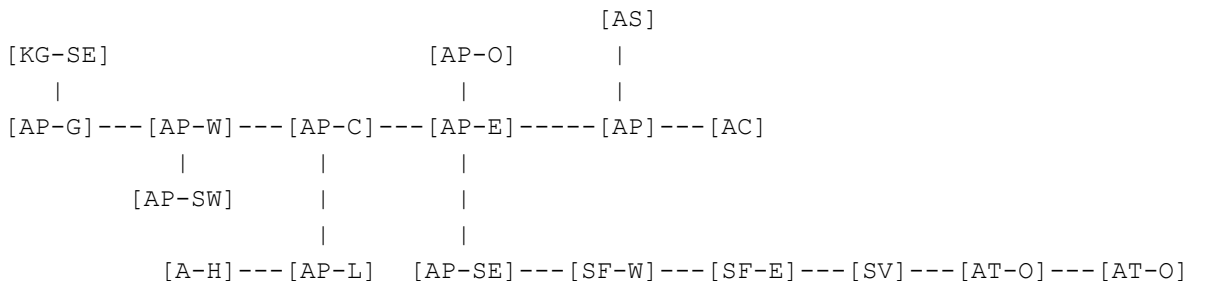 [AS]
[KG-SE] [AP-O] |
| | |
[AP-G]---[AP-W]---[AP-C]---[AP-E]-----[AP]---[AC]
| | |
[AP-SW] | |
| |
[A-H]---[AP-L] [AP-SE]---[SF-W]---[SF-E]---[SV]---[AT-O]---[AT-O]